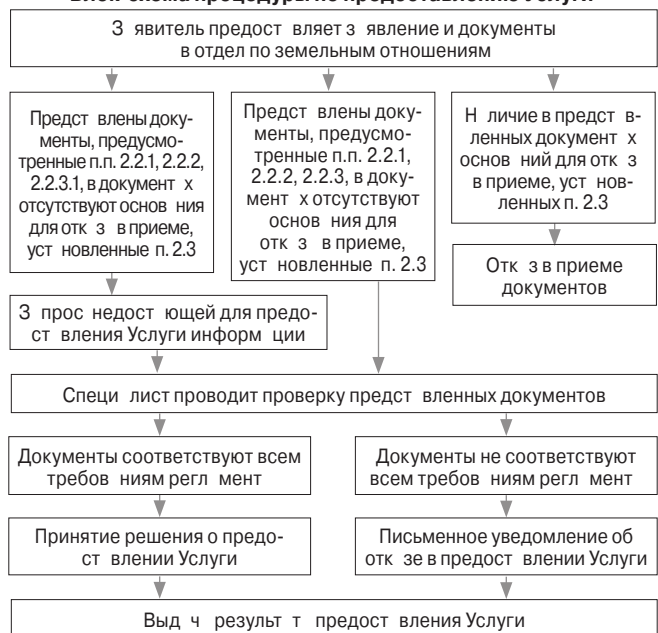 Блок-схема процедуры по предоставлению Услуги
З явитель предост вляет з явление и документы
в отдел по земельным отношениям
Предст влены доку-
менты, предусмо-
тренные п.п. 2.2.1, 2.2.2,
2.2.3.1, в документ х
отсутствуют основ ния
для отк з в приеме,
уст новленные п. 2.3
Предст влены доку-
менты, предусмо-
тренные п.п. 2.2.1,
2.2.2, 2.2.3, в доку-
мент х отсутствуют
основ ния для
отк з в приеме,
уст новленные п. 2.3
Н личие в предст в-
ленных документ х
основ ний для отк з
в приеме, уст нов-
ленных п. 2.3
Отк з в приеме
документов
З прос недост ющей для предо-
ст вления Услуги информ ции
Специ лист проводит проверку предст вленных документов
Документы соответствуют всем
требов ниям регл мент
Документы не соответствуют
всем требов ниям регл мент
Принятие решения о предо-
ст влении Услуги
Письменное уведомление об
отк зе в предост влении Услуги
Выд ч результ т предост вления Услуги